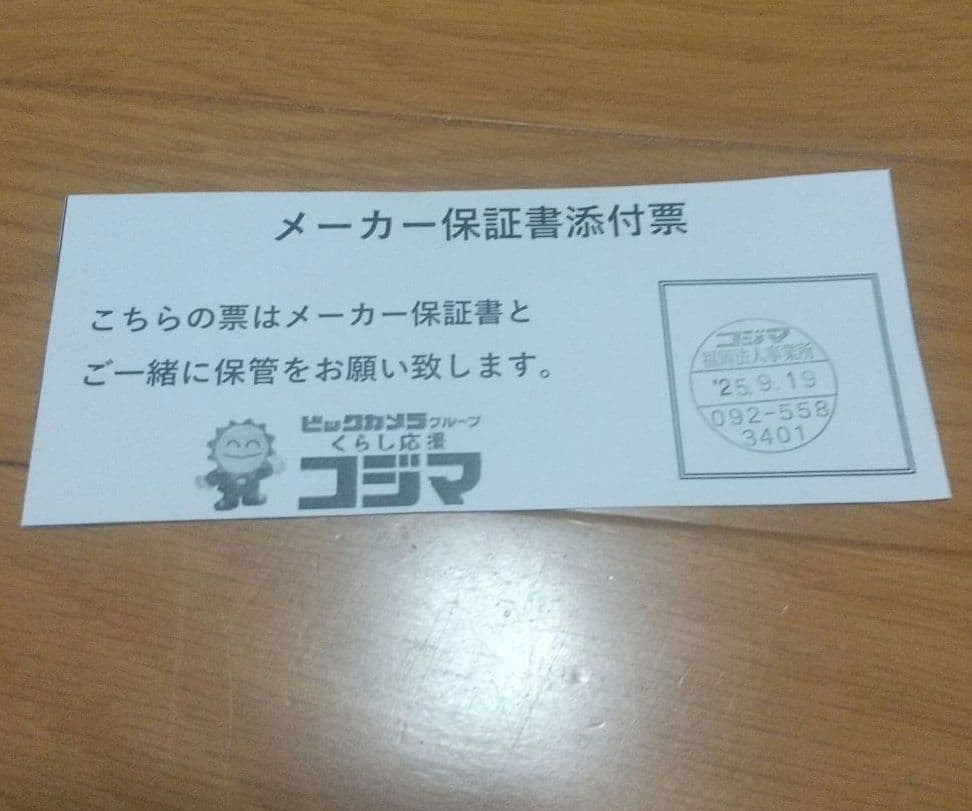 メーカー保証書添付票
こちらの票はメーカー保証書と
ご一緒に保管をお願い致します。
ビックカメラグループ
くらし応援
コジマ
コジマ
福岡法人事業所
'25.9.19
092-558
3401